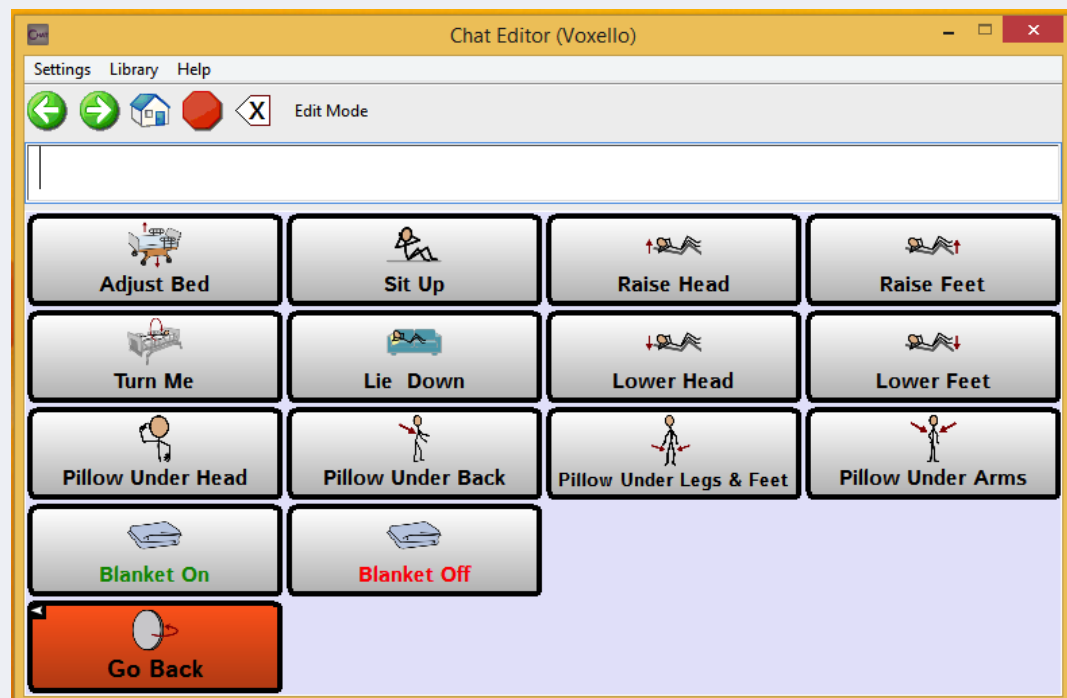 Chat Editor (Voxello)
Settings Library Help
X Edit Mode
Adjust Bed Sit Up Raise Head Raise Feet
Turn Me Lie Down Lower Head Lower Feet
Pillow Under Head Pillow Under Back Pillow Under Legs & Feet Pillow Under Arms
Blanket On Blanket Off
Go Back